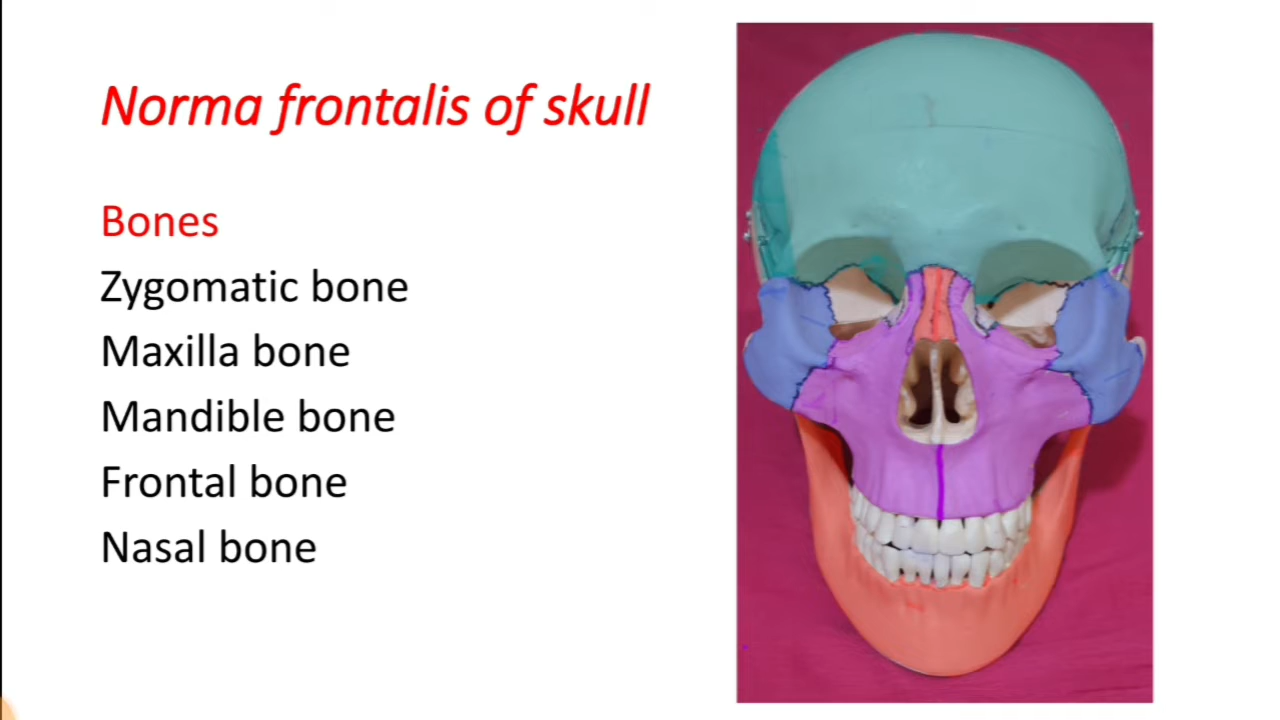 Norma frontalis of skull
Bones
Zygomatic bone
Maxilla bone
Mandible bone
Frontal bone
Nasal bone